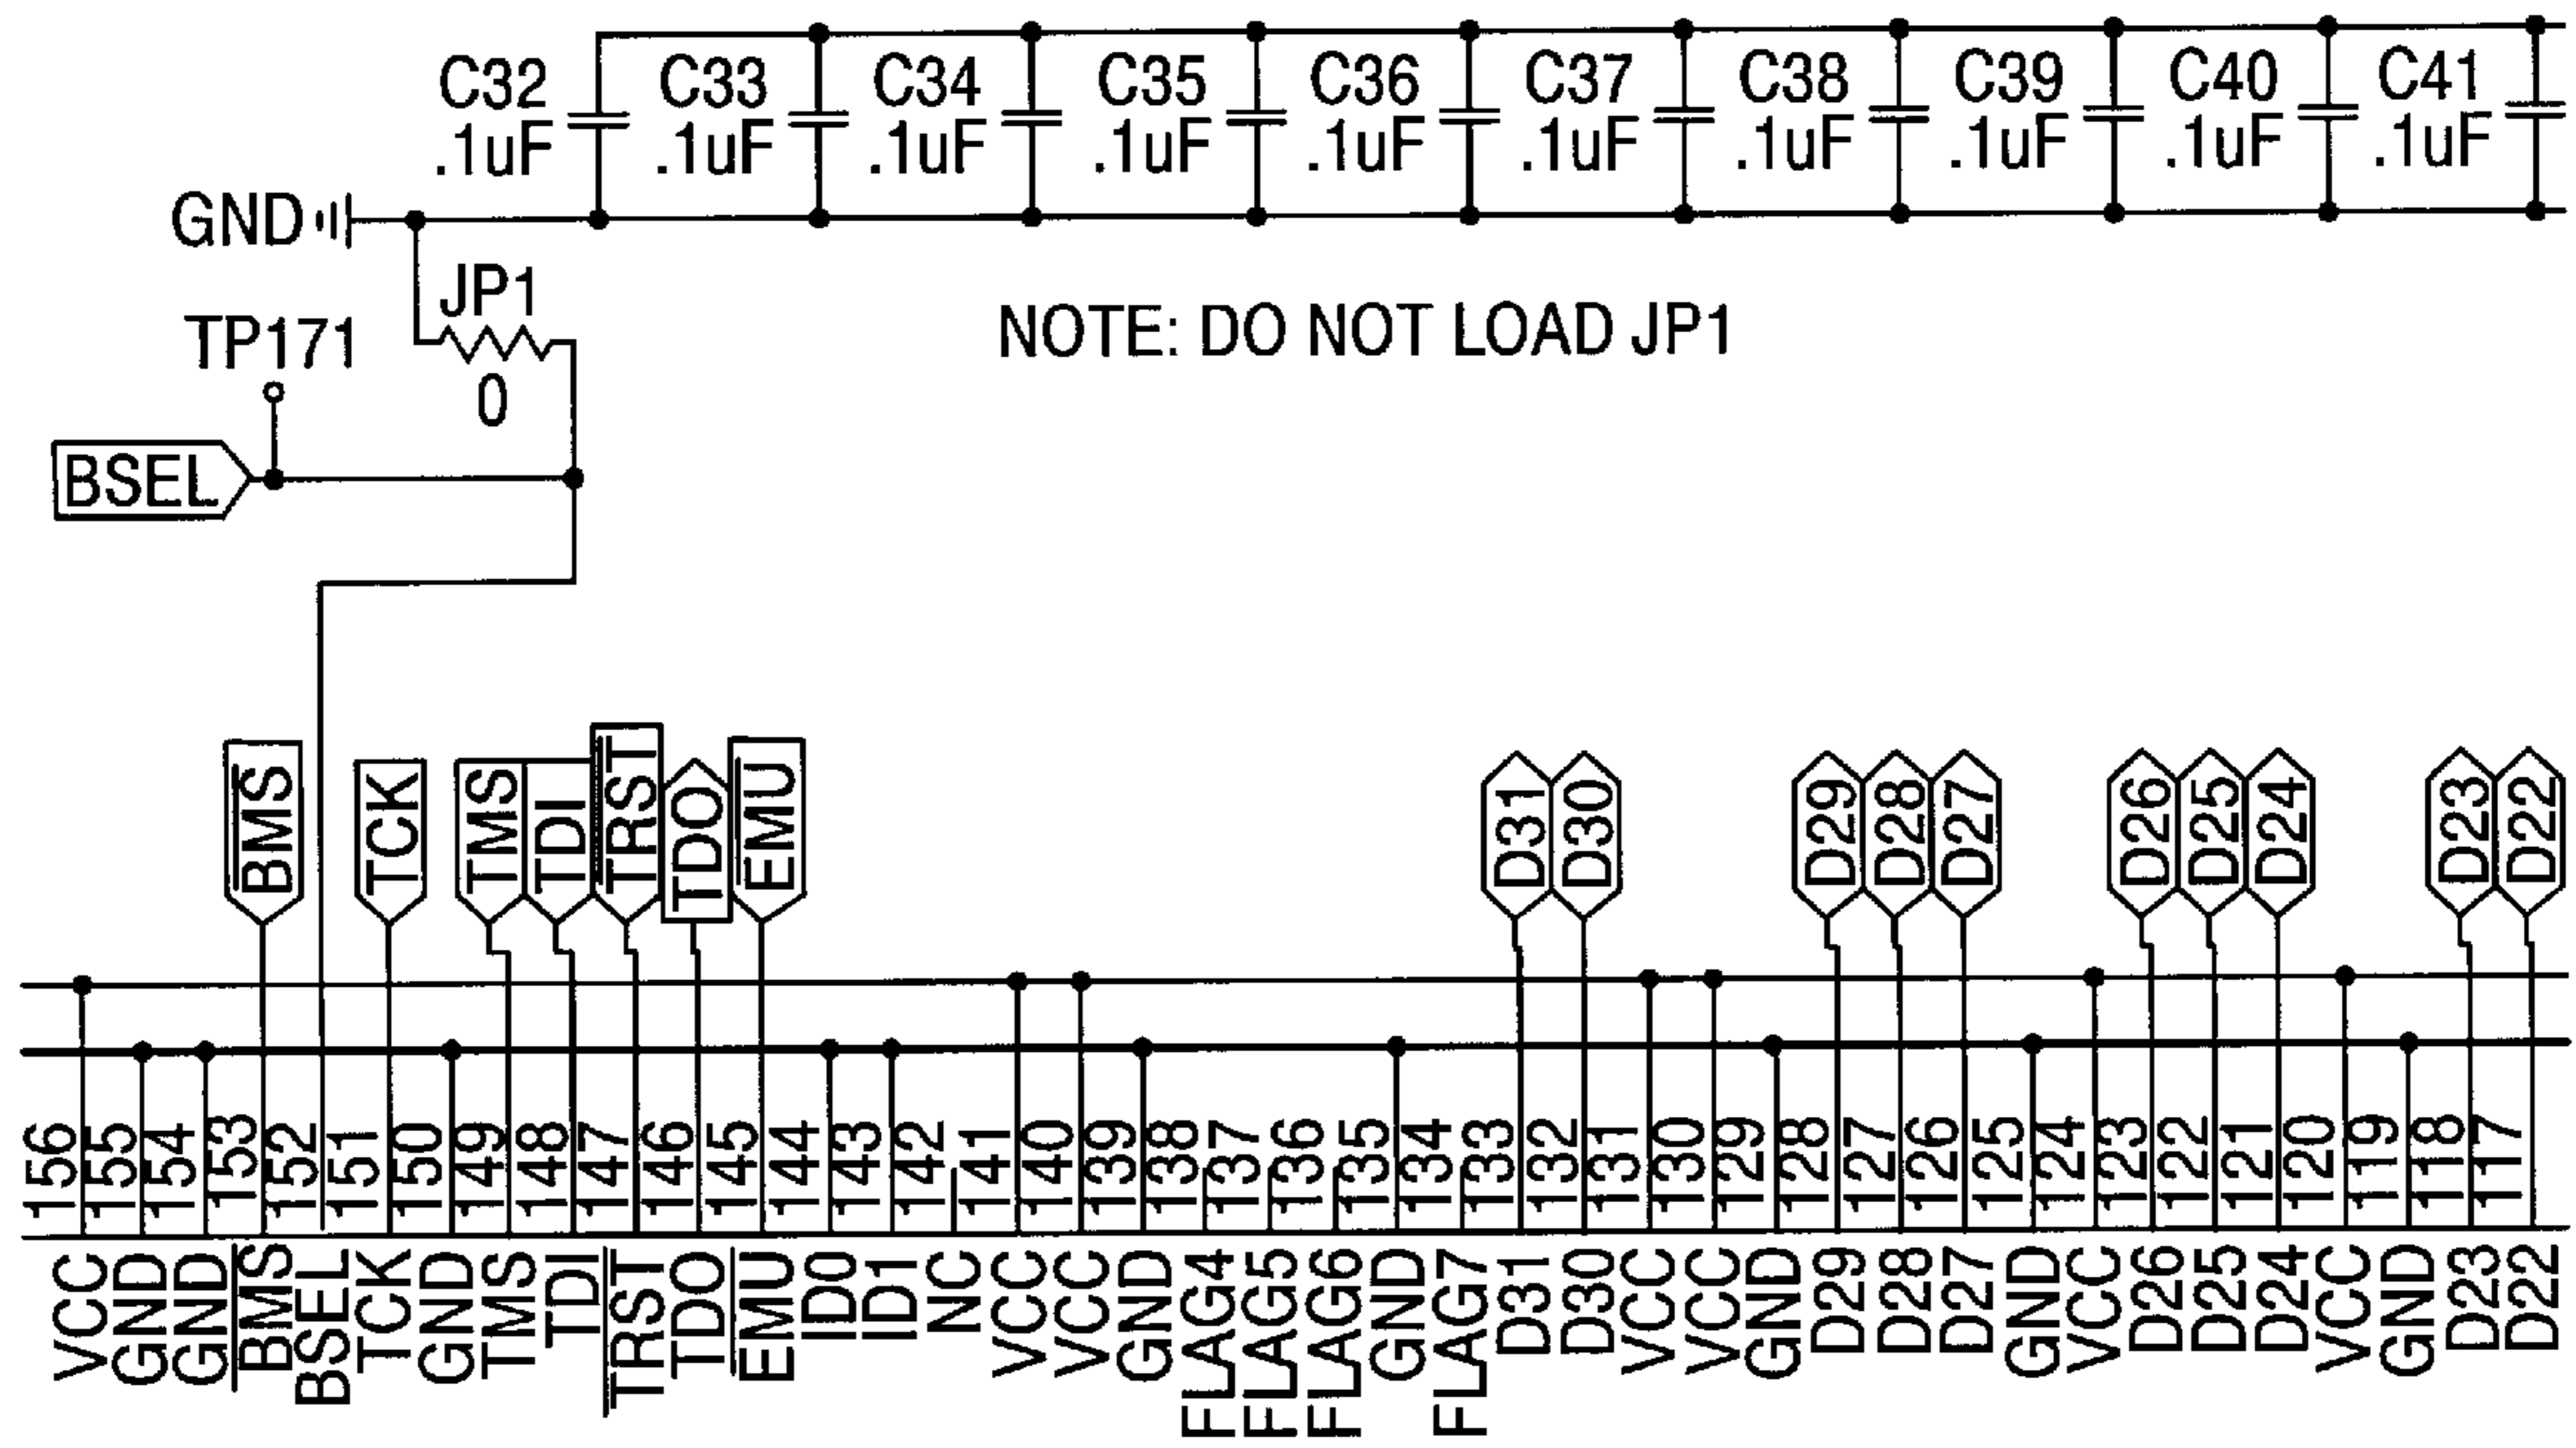 C32 C33 C34 C35 C36 C37 C38 C39 C40 C41
.1uF .1uF .1uF .1uF .1uF .1uF .1uF .1uF .1uF .1uF
GND
JP1
TP171
NOTE: DO NOT LOAD JP1
0
BSEL
BMS TCK TMS TDI TRST TDO EMU D31 D30 D29 D28 D27 D26 D25 D24 D23 D22
156 155 154 153 152 151 150 149 148 147 146 145 144 143 142 141 140 139 138 137 136 135 134 133 132 131 130 129 128 127 126 125 124 123 122 121 120 119 118 117
VCC GND GND BMS BSEL TCK GND TMS TDI TRST TDO EMU ID0 ID1 NC VCC VCC GND FLAG4 FLAG5 FLAG6 GND FLAG7 D31 D30 VCC VCC GND D29 D28 D27 GND VCC D26 D25 D24 VCC GND D23 D22